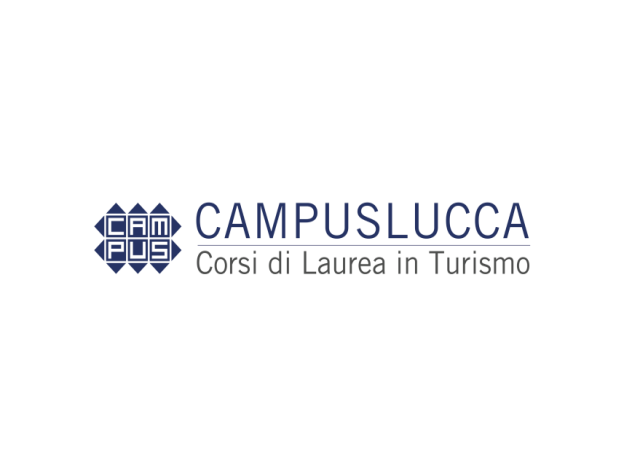 CAM
PUS
CAMPUSLUCCA
Corsi di Laurea in Turismo